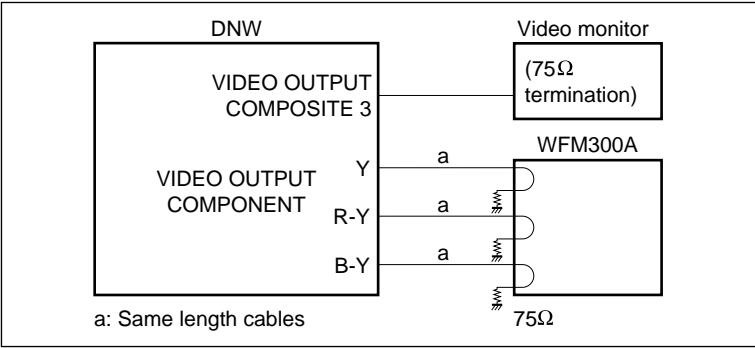 DNW
Video monitor
VIDEO OUTPUT
COMPOSITE 3
(75Ω
termination)
WFM300A
VIDEO OUTPUT
COMPONENT
Y
a
R-Y
a
B-Y
a
a: Same length cables
75Ω